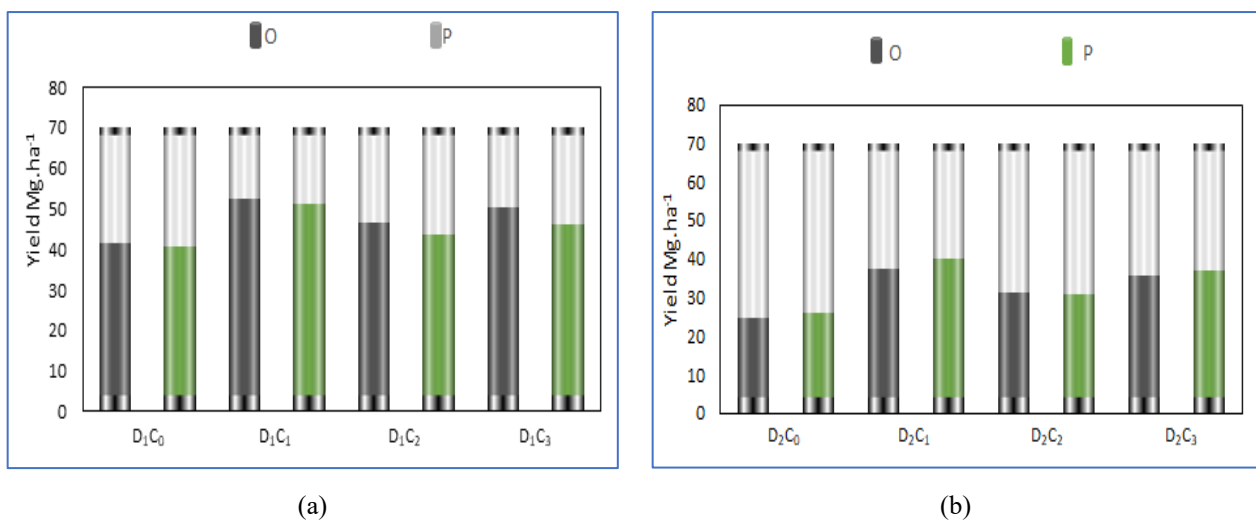 O P
Yield Mg.ha⁻¹
80
70
60
50
40
30
20
10
0
D₁C₀ D₁C₁ D₁C₂ D₁C₃
(a)
O P
Yield Mg.ha⁻¹
80
70
60
50
40
30
20
10
0
D₂C₀ D₂C₁ D₂C₂ D₂C₃
(b)